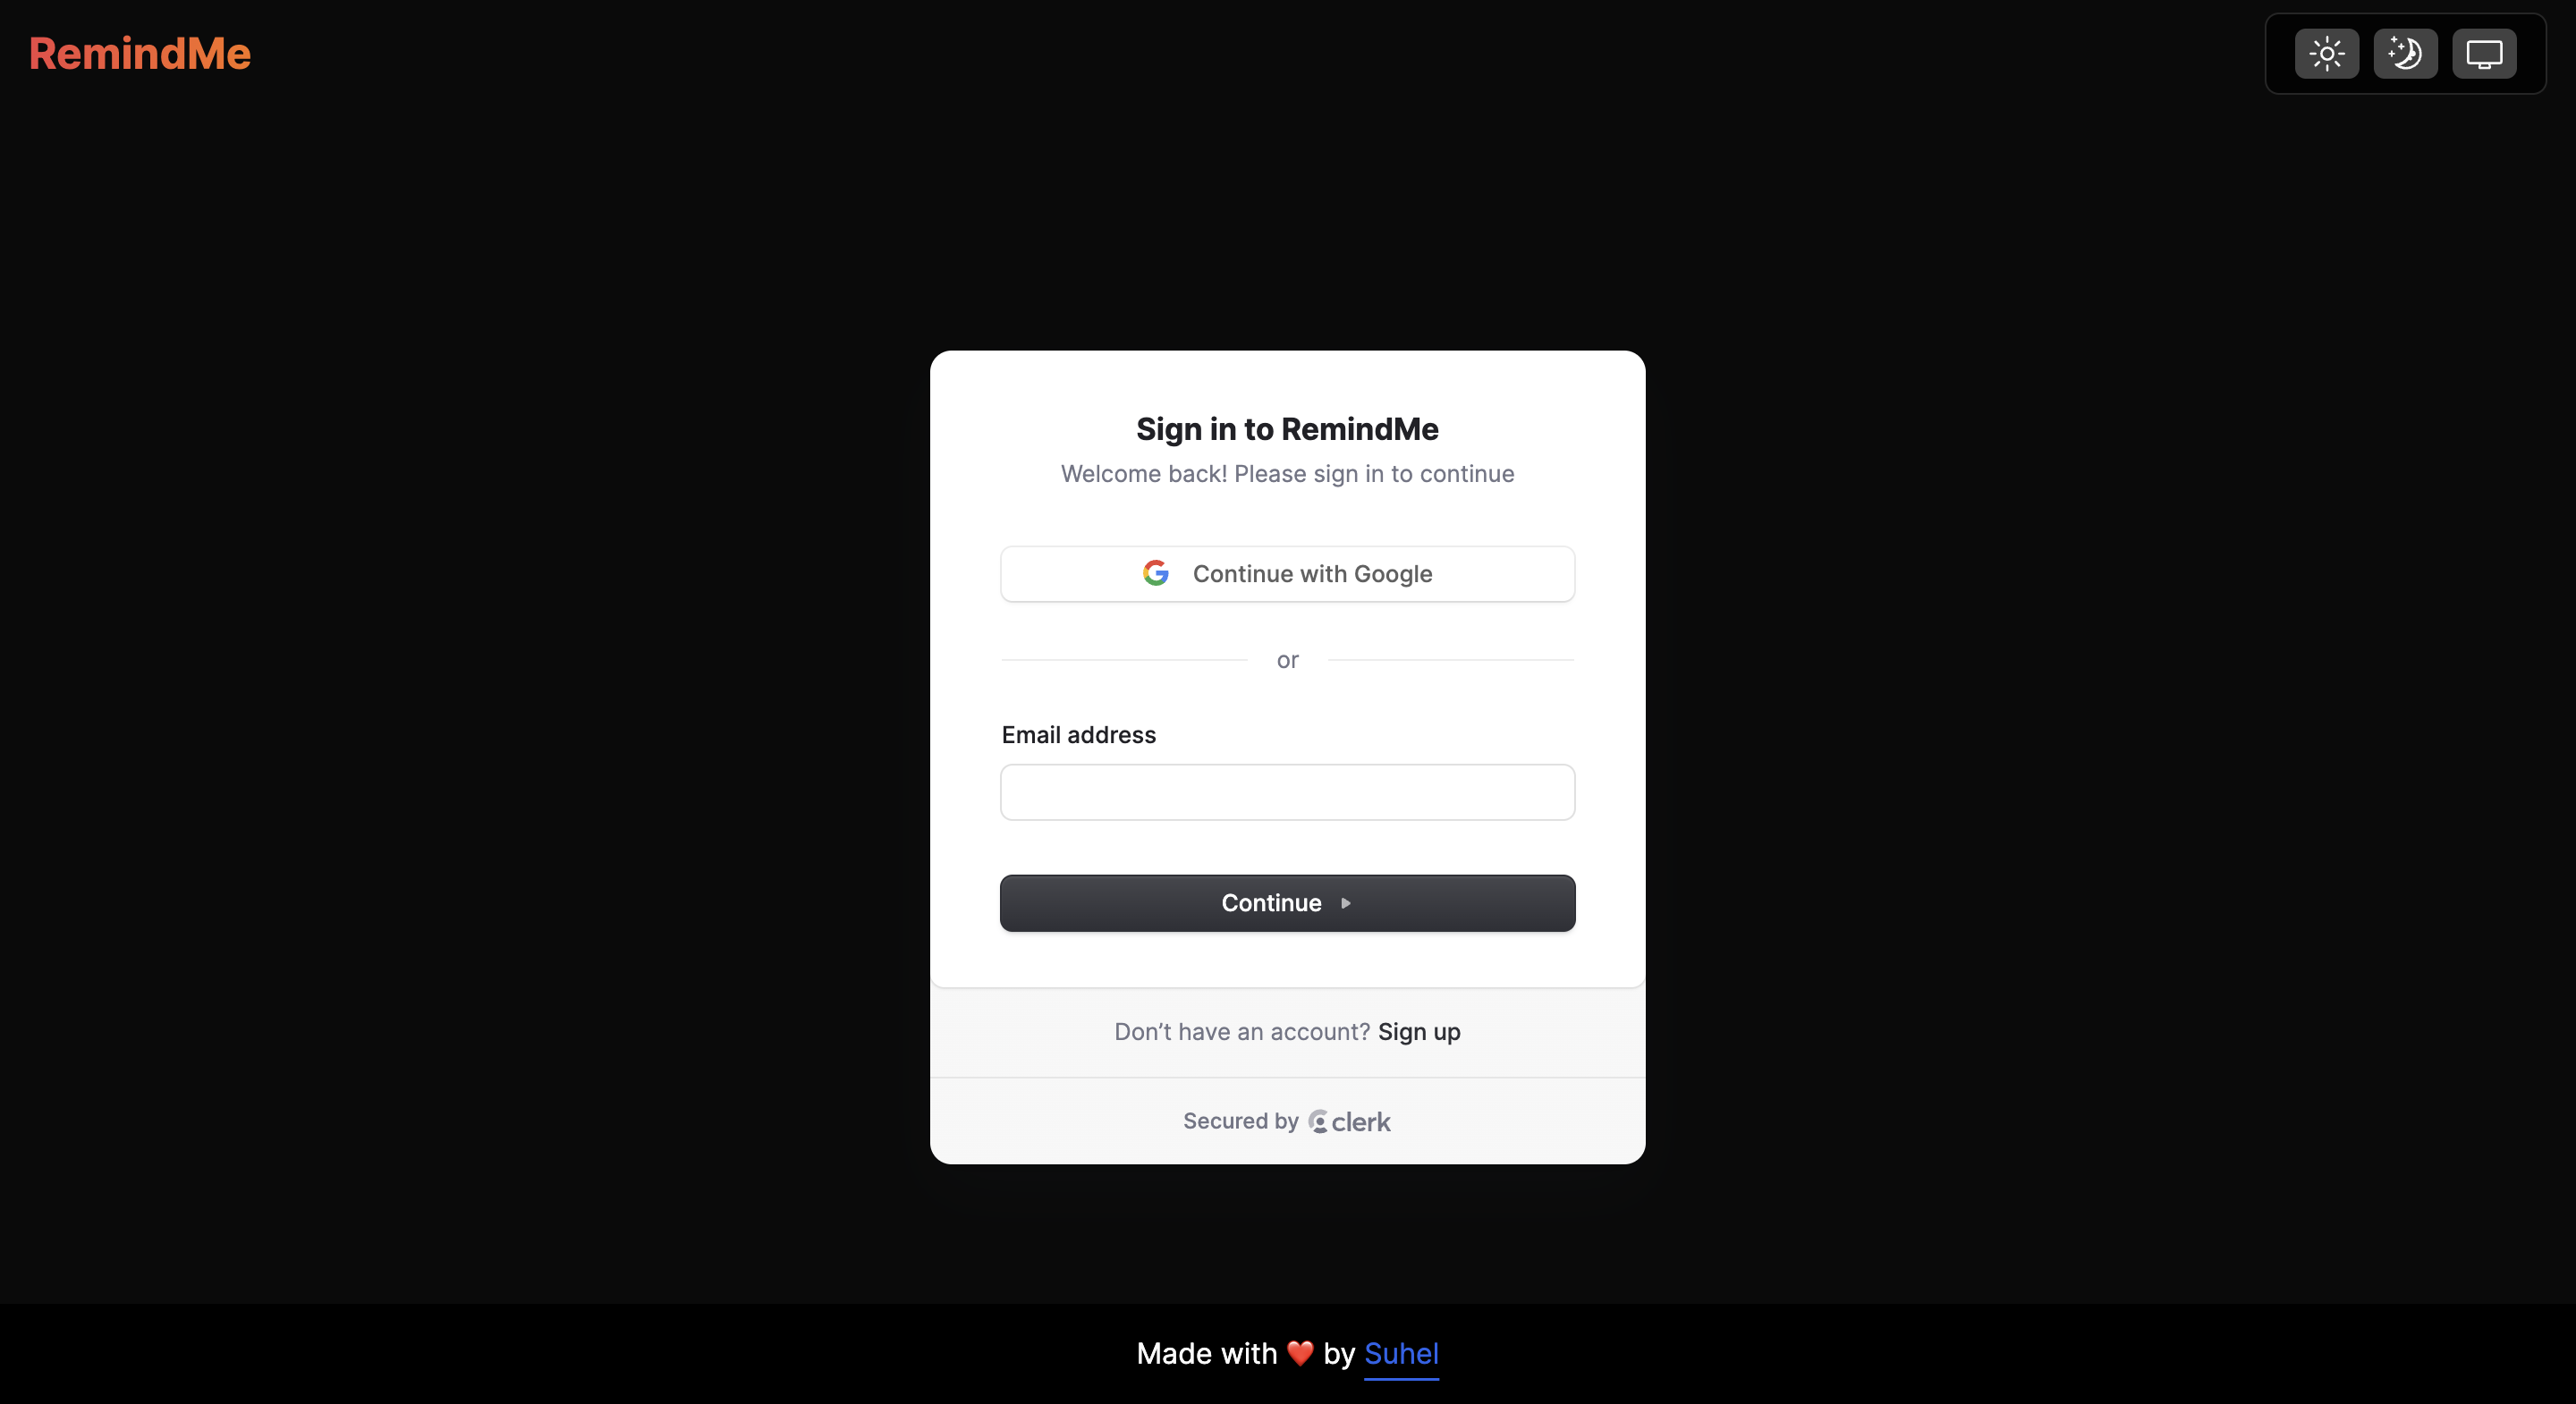 RemindMe
Sign in to RemindMe
Welcome back! Please sign in to continue
Continue with Google
or
Email address
Continue
Don’t have an account? Sign up
Secured by clerk
Made with ❤️ by Suhel